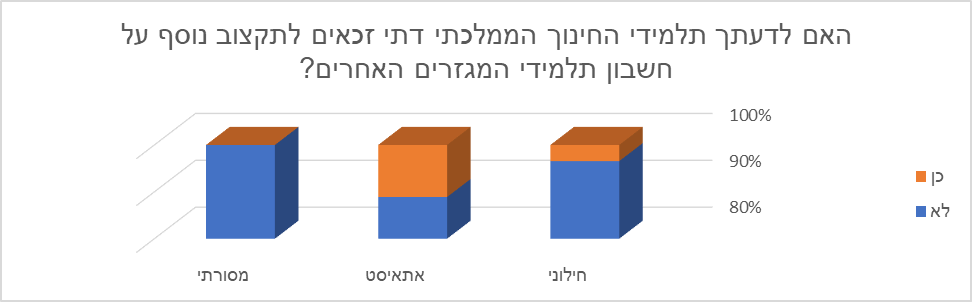 האם לדעתך תלמידי החינוך הממלכתי דתי זכאים לתקצוב נוסף על
חשבון תלמידי המגזרים האחרים?
100%
90%
80%
כן
לא
חילוני
אתאיסט
מסורתי